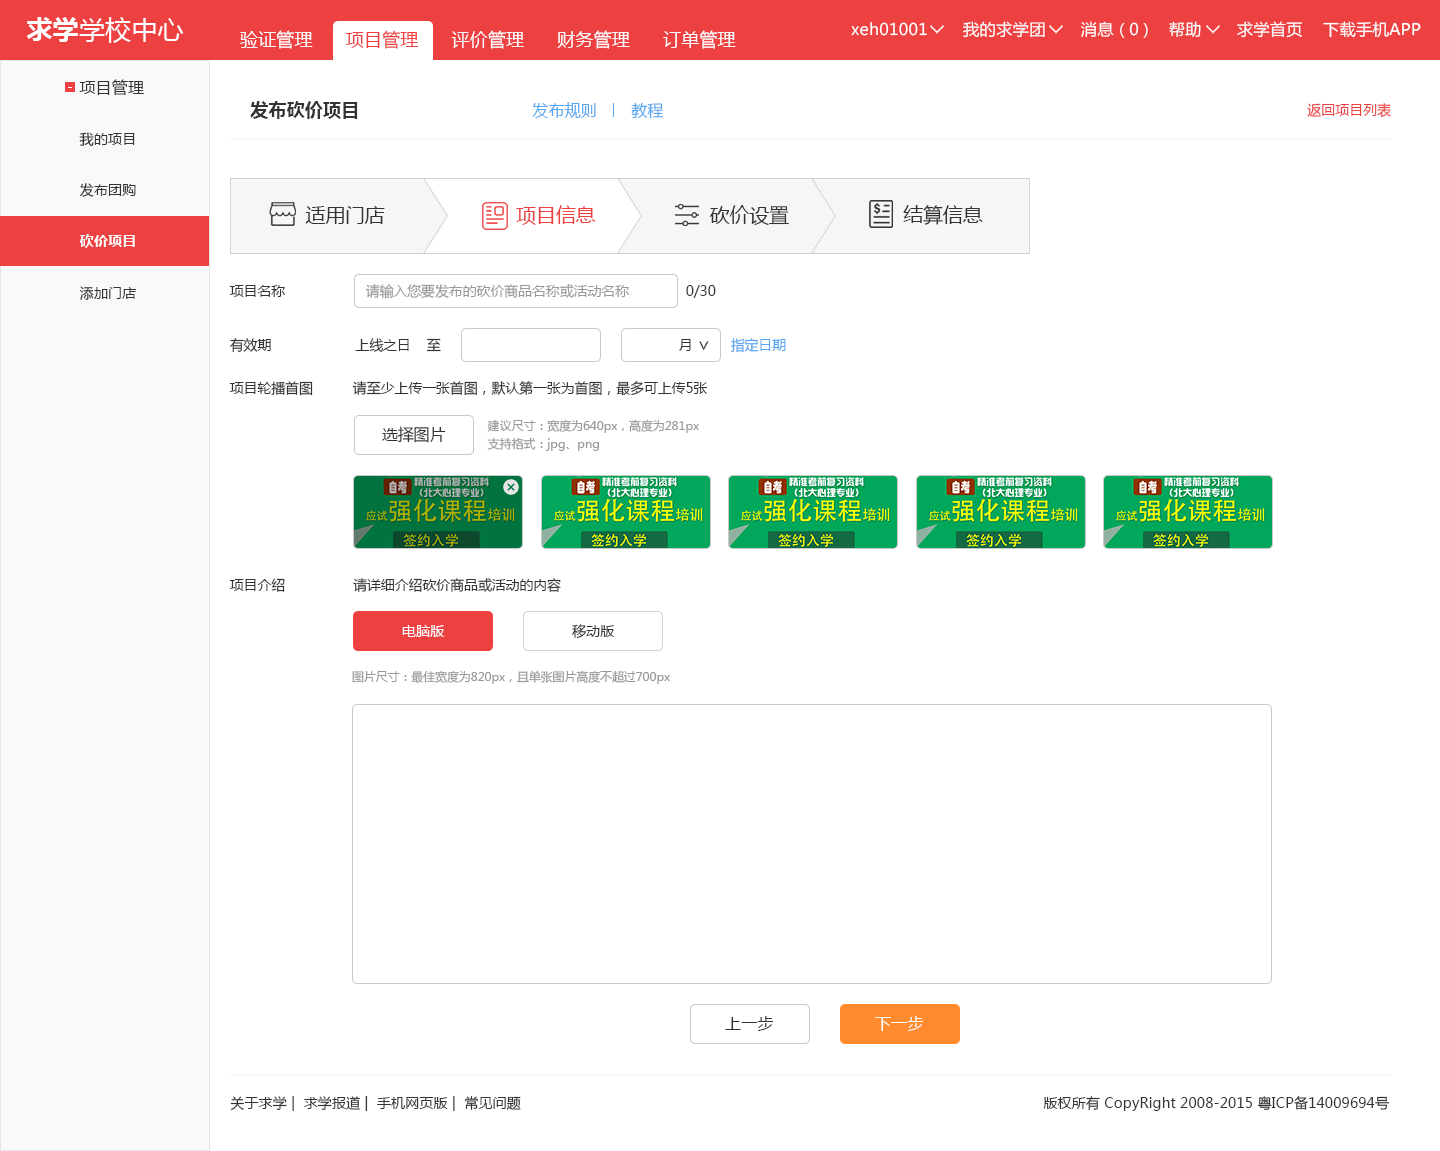 求学学校中心
验证管理
项目管理
评价管理
财务管理
订单管理
xeh01001
我的求学团
消息（0）
帮助
求学首页
下载手机APP
项目管理
我的项目
发布团购
砍价项目
添加门店
发布砍价项目
发布规则
教程
返回项目列表
适用门店
项目信息
砍价设置
结算信息
项目名称
请输入您要发布的砍价商品名称或活动名称
0/30
有效期
上线之日 至
月
指定日期
项目轮播首图
请至少上传一张首图，默认第一张为首图，最多可上传5张
选择图片
建议尺寸：宽度为640px，高度为281px
支持格式：jpg、png
自考 精准考前复习资料
（北大心理专业）
应试强化课程培训
签约入学
自考 精准考前复习资料
（北大心理专业）
应试强化课程培训
签约入学
自考 精准考前复习资料
（北大心理专业）
应试强化课程培训
签约入学
自考 精准考前复习资料
（北大心理专业）
应试强化课程培训
签约入学
自考 精准考前复习资料
（北大心理专业）
应试强化课程培训
签约入学
项目介绍
请详细介绍砍价商品或活动的内容
电脑版
移动版
图片尺寸：最佳宽度为820px，且单张图片高度不超过700px
上一步
下一步
关于求学 | 求学报道 | 手机网页版 | 常见问题
版权所有 CopyRight 2008-2015 粤ICP备14009694号